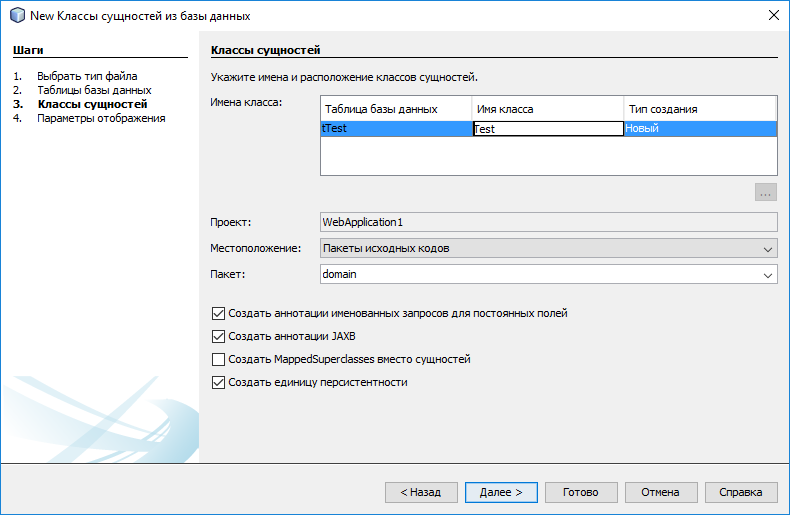 New Классы сущностей из базы данных
Шаги
1. Выбрать тип файла
2. Таблицы базы данных
3. Классы сущностей
4. Параметры отображения
Классы сущностей
Укажите имена и расположение классов сущностей.
Имена класса:
Таблица базы данных Имя класса Тип создания
tTest Test Новый
...
Проект: WebApplication1
Местоположение: Пакеты исходных кодов
Пакет: domain
Создать аннотации именованных запросов для постоянных полей
Создать аннотации JAXB
Создать MappedSuperclasses вместо сущностей
Создать единицу персистентности
< Назад Далее > Готово Отмена Справка